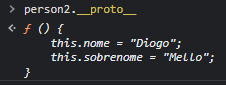 > person2.__proto__
< ƒ () {
    this.nome = "Diogo";
    this.sobrenome = "Mello";
}